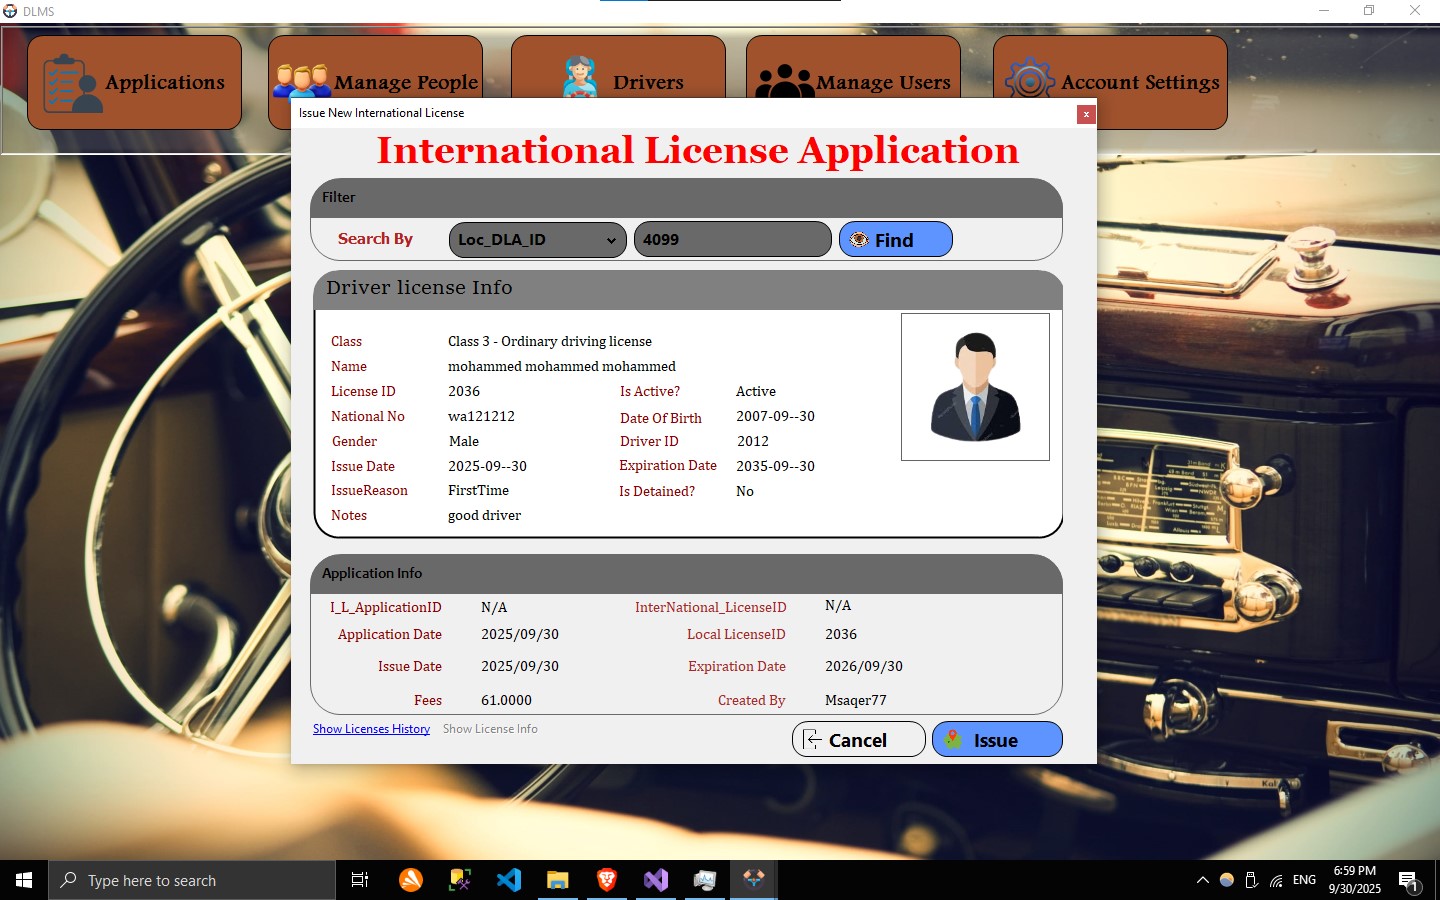 DLMS
Applications
Manage People
Drivers
Manage Users
Account Settings
Issue New International License
x
International License Application
Filter
Search By
Loc_DLA_ID
4099
Find
Driver license Info
Class
Class 3 - Ordinary driving license
Name
mohammed mohammed mohammed
License ID
2036
Is Active?
Active
National No
wa121212
Date Of Birth
2007-09--30
Gender
Male
Driver ID
2012
Issue Date
2025-09--30
Expiration Date
2035-09--30
IssueReason
FirstTime
Is Detained?
No
Notes
good driver
Application Info
I_L_ApplicationID
N/A
InterNational_LicenseID
N/A
Application Date
2025/09/30
Local LicenseID
2036
Issue Date
2025/09/30
Expiration Date
2026/09/30
Fees
61.0000
Created By
Msaqer77
Show Licenses History
Show License Info
Cancel
Issue
Type here to search
ENG
6:59 PM
9/30/2025
1